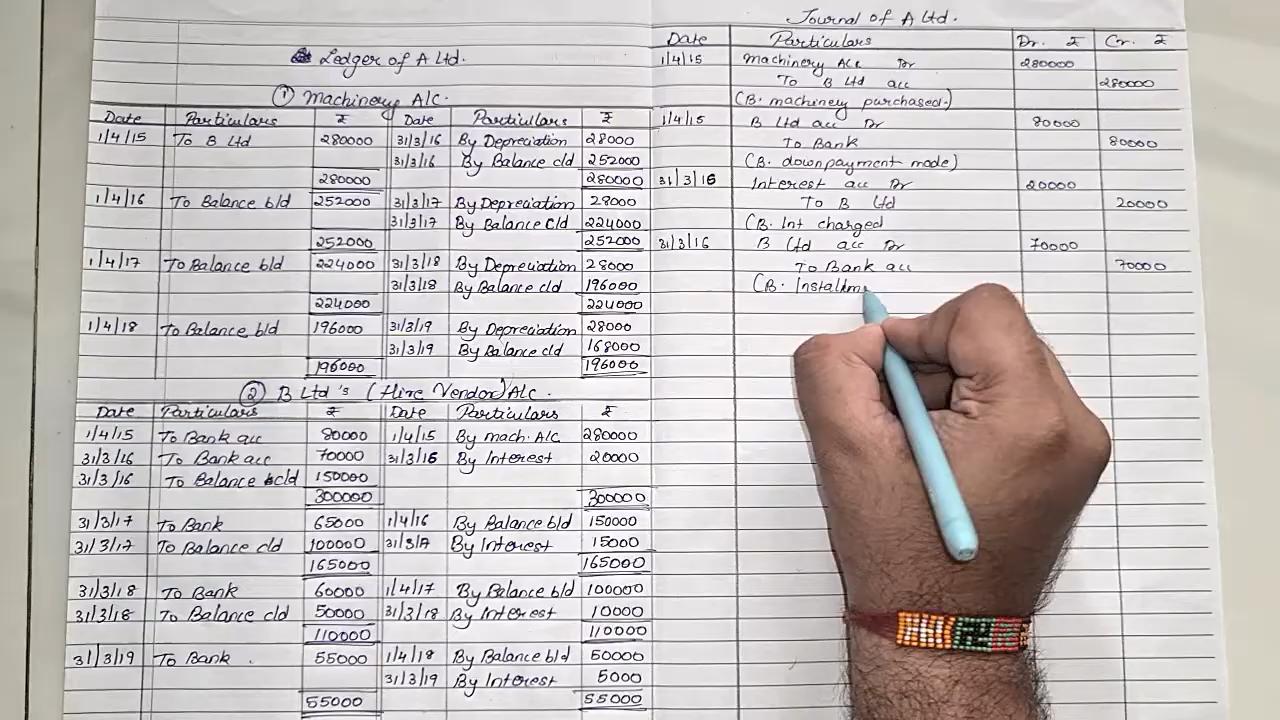 Ledger of A Ltd.
① Machinery A/c.
Date Particulars ₹ Date Particulars ₹
1/4/15 To B Ltd 280000 31/3/16 By Depreciation 28000
31/3/16 By Balance c/d 252000
280000 280000
1/4/16 To Balance b/d 252000 31/3/17 By Depreciation 28000
31/3/17 By Balance c/d 224000
252000 252000
1/4/17 To Balance b/d 224000 31/3/18 By Depreciation 28000
31/3/18 By Balance c/d 196000
224000 224000
1/4/18 To Balance b/d 196000 31/3/19 By Depreciation 28000
31/3/19 By Balance c/d 168000
196000 196000
② B Ltd's (Hire Vendor) A/c.
Date Particulars ₹ Date Particulars ₹
1/4/15 To Bank acc 80000 1/4/15 By mach. A/c 280000
31/3/16 To Bank acc 70000 31/3/16 By Interest 20000
31/3/16 To Balance c/d 150000
300000 300000
31/3/17 To Bank 65000 1/4/16 By Balance b/d 150000
31/3/17 To Balance c/d 100000 31/3/17 By Interest 15000
165000 165000
31/3/18 To Bank 60000 1/4/17 By Balance b/d 100000
31/3/18 To Balance c/d 50000 31/3/18 By Interest 10000
110000 110000
31/3/19 To Bank . 55000 1/4/18 By Balance b/d 50000
31/3/19 By Interest 5000
55000 55000
Journal of A Ltd.
Date Particulars Dr. ₹ Cr. ₹
1/4/15 Machinery Acc Dr 280000
To B Ltd acc 280000
(B. machinery purchased.)
1/4/15 B Ltd acc Dr 80000
To Bank 80000
(B. downpayment made)
31/3/16 Interest acc Dr 20000
To B Ltd 20000
(B. Int charged
31/3/16 B Ltd acc Dr 70000
To Bank acc 70000
(B. Installm